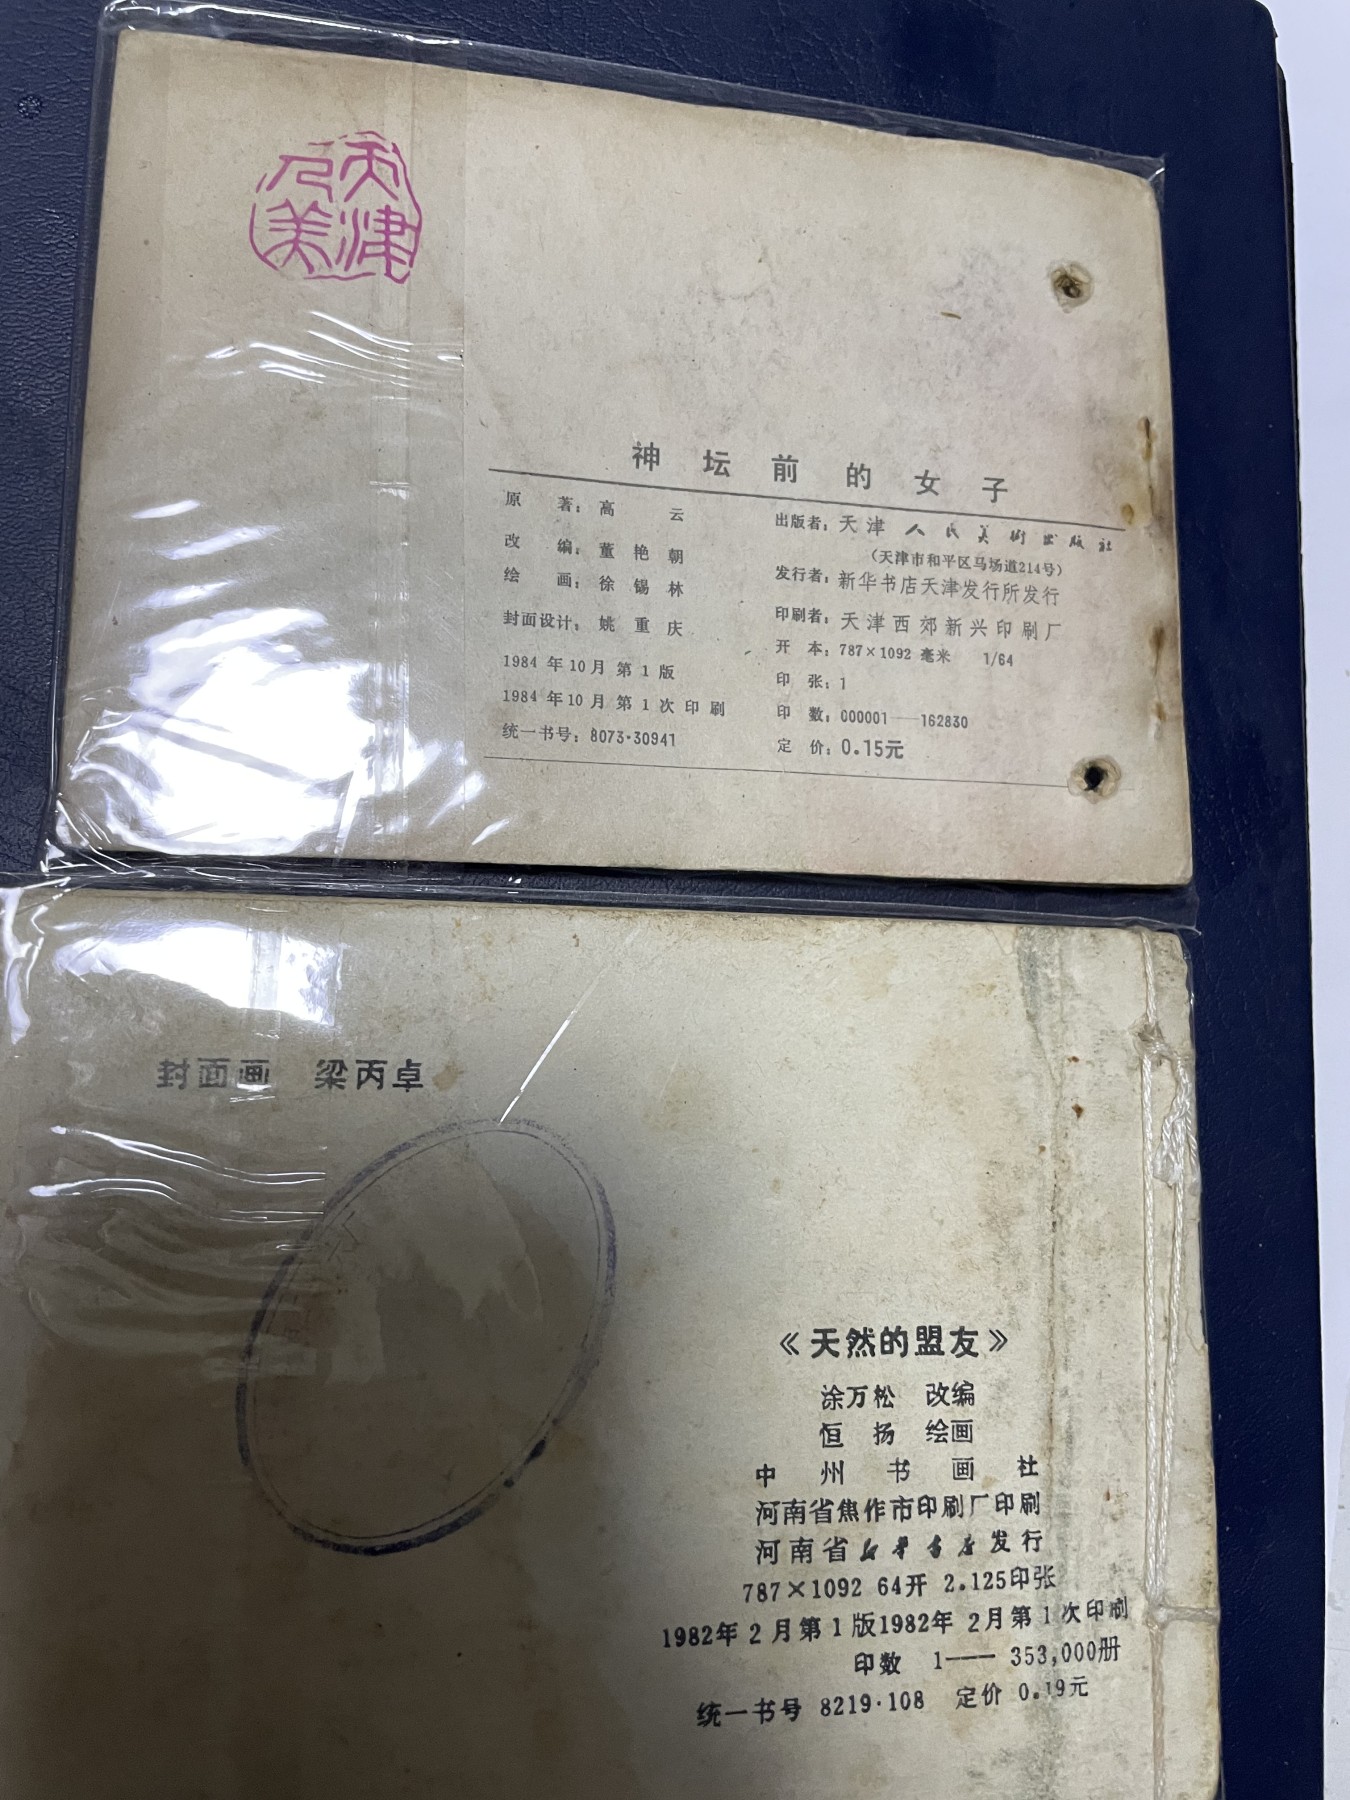 天津
人美
神坛前的女子
原 著：高 云
改 编：董艳朝
绘 画：徐锡林
封面设计：姚重庆
1984年10月第1版
1984年10月第1次印刷
统一书号：8073·30941
出版者：天津人民美术出版社
（天津市和平区马场道214号）
发行者：新华书店天津发行所发行
印刷者：天津西郊新兴印刷厂
开 本：787×1092毫米 1/64
印 张：1
印 数：000001—162830
定 价：0.15元
封面画 梁丙卓
《天然的盟友》
涂万松 改编
恒 扬 绘画
中州书画社
河南省焦作市印刷厂印刷
河南省新华书店发行
787×1092 64开 2.125印张
1982年2月第1版1982年2月第1次印刷
印数 1—353,000册
统一书号 8219·108 定价 0.19元